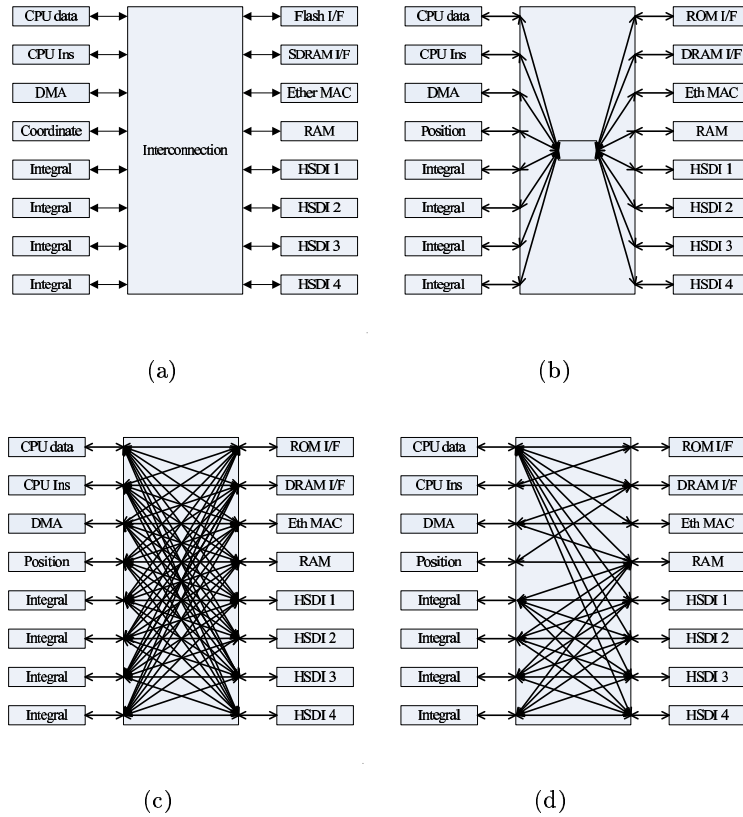 CPU data Flash I/F
CPU Ins SDRAM I/F
DMA Ether MAC
Coordinate Interconnection RAM
Integral HSDI 1
Integral HSDI 2
Integral HSDI 3
Integral HSDI 4
(a)
CPU data ROM I/F
CPU Ins DRAM I/F
DMA Eth MAC
Position RAM
Integral HSDI 1
Integral HSDI 2
Integral HSDI 3
Integral HSDI 4
(b)
CPU data ROM I/F
CPU Ins DRAM I/F
DMA Eth MAC
Position RAM
Integral HSDI 1
Integral HSDI 2
Integral HSDI 3
Integral HSDI 4
(c)
CPU data ROM I/F
CPU Ins DRAM I/F
DMA Eth MAC
Position RAM
Integral HSDI 1
Integral HSDI 2
Integral HSDI 3
Integral HSDI 4
(d)